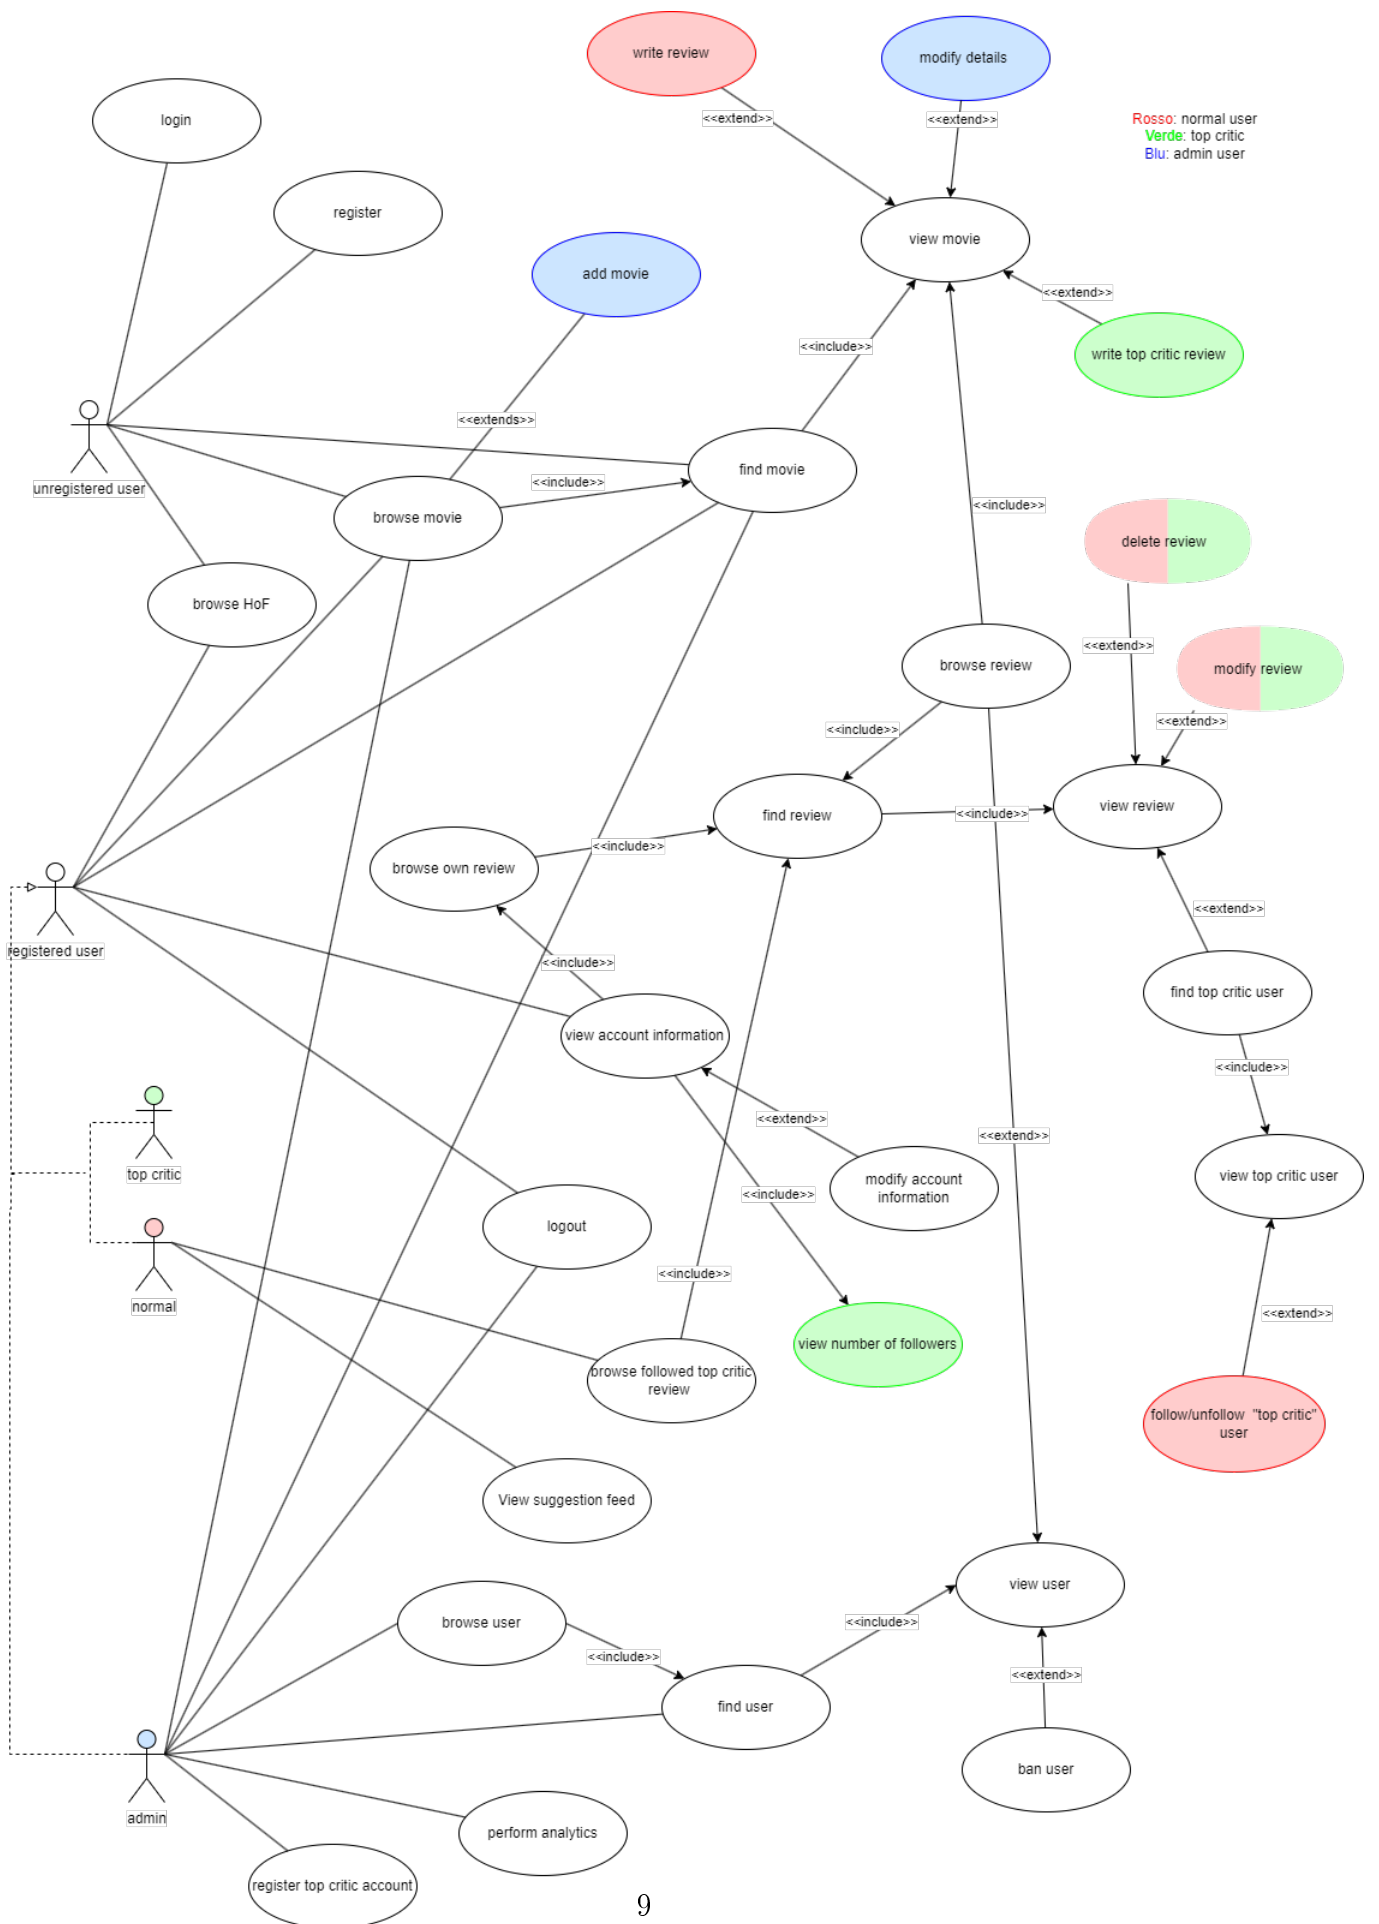 write review
modify details
<<extend>>
<<extend>>
Rosso: normal user
Verde: top critic
Blu: admin user
login
register
view movie
add movie
<<extend>>
<<include>>
write top critic review
<<extends>>
unregistered user
find movie
<<include>>
browse movie
<<include>>
delete review
browse HoF
<<extend>>
browse review
modify review
<<include>>
<<extend>>
find review
<<include>>
view review
<<include>>
browse own review
<<extend>>
registered user
<<include>>
find top critic user
view account information
<<include>>
<<extend>>
<<extend>>
top critic
view top critic user
modify account
information
<<include>>
logout
<<include>>
normal
<<extend>>
view number of followers
browse followed top critic
review
follow/unfollow "top critic"
user
View suggestion feed
view user
browse user
<<include>>
<<include>>
<<extend>>
find user
ban user
admin
perform analytics
register top critic account
9